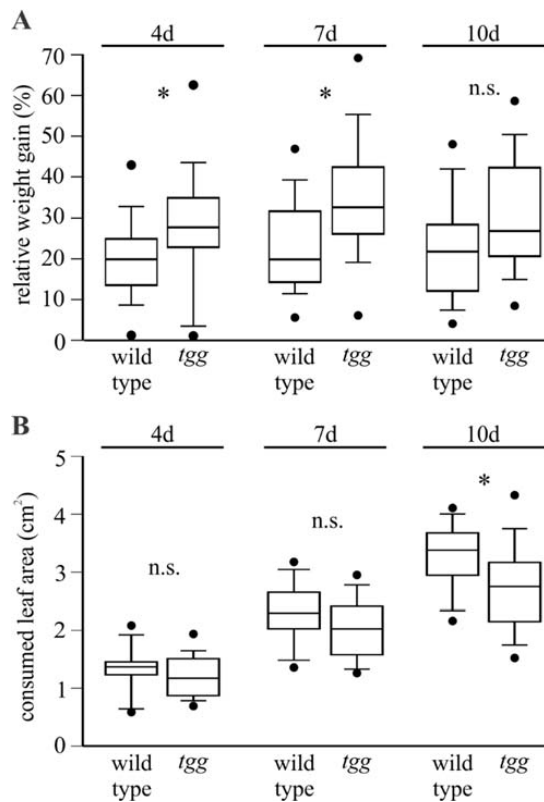 A
4d
7d
10d
relative weight gain (%)
70
60
50
40
30
20
10
0
*
*
n.s.
wild type
tgg
wild type
tgg
wild type
tgg
B
4d
7d
10d
consumed leaf area (cm²)
5
4
3
2
1
0
n.s.
n.s.
*
wild type
tgg
wild type
tgg
wild type
tgg